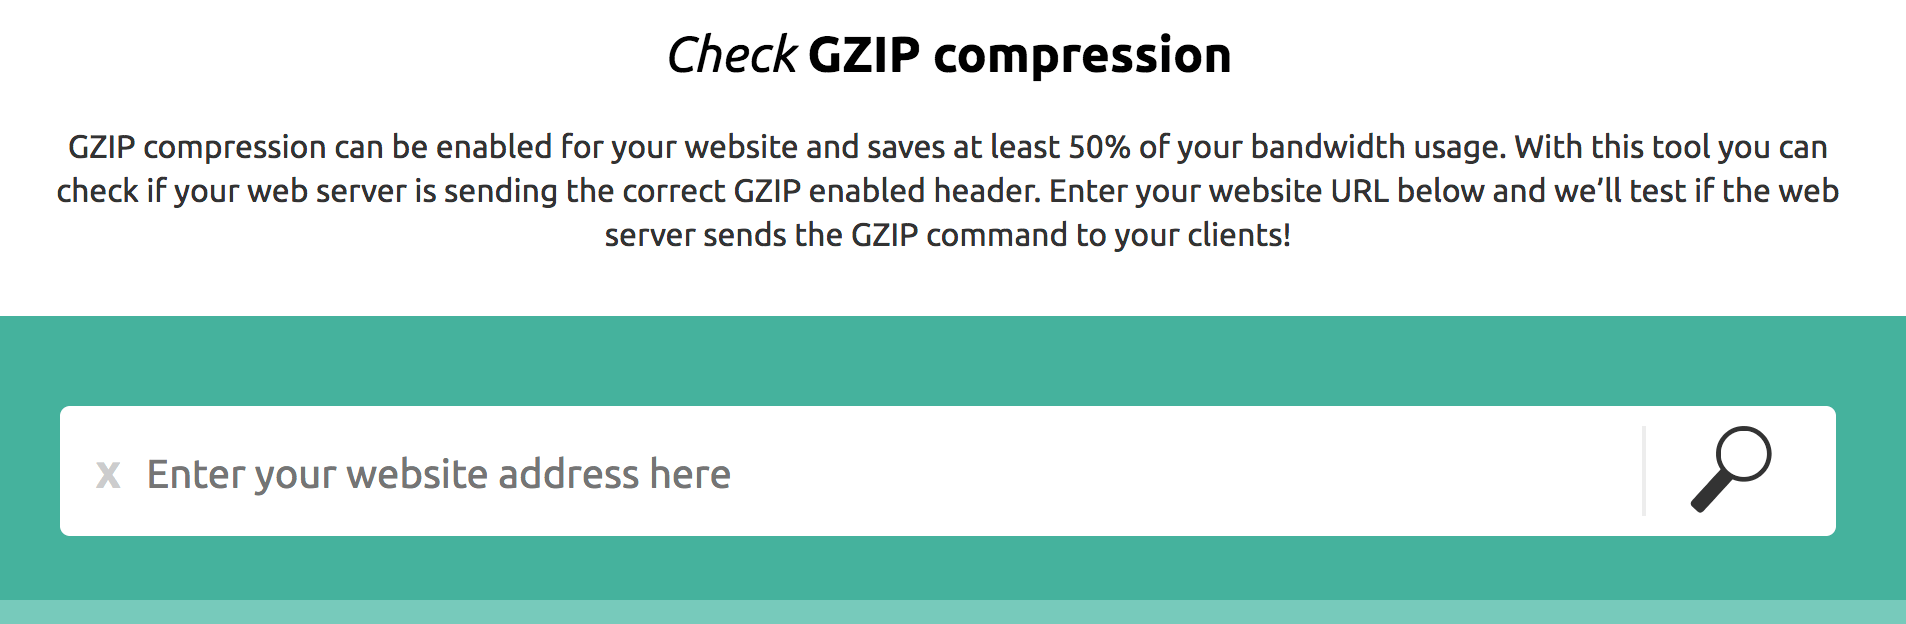 Check GZIP compression
GZIP compression can be enabled for your website and saves at least 50% of your bandwidth usage. With this tool you can
check if your web server is sending the correct GZIP enabled header. Enter your website URL below and we’ll test if the web
server sends the GZIP command to your clients!
x Enter your website address here